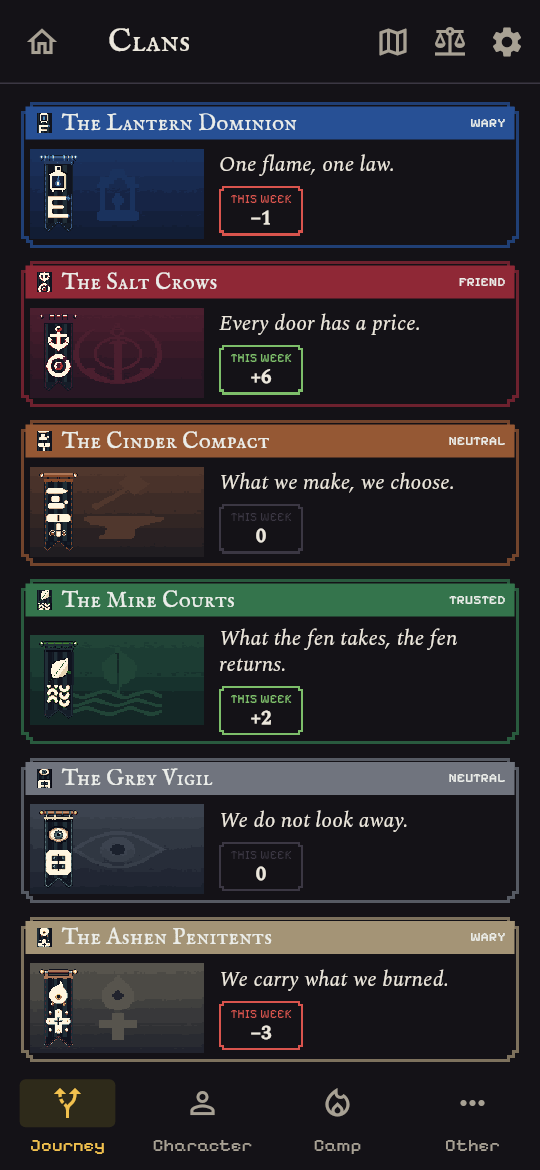 Clans
The Lantern Dominion
WARY
One flame, one law.
THIS WEEK
−1
E
The Salt Crows
FRIEND
Every door has a price.
THIS WEEK
+6
The Cinder Compact
NEUTRAL
What we make, we choose.
THIS WEEK
0
The Mire Courts
TRUSTED
What the fen takes, the fen
returns.
THIS WEEK
+2
The Grey Vigil
NEUTRAL
We do not look away.
THIS WEEK
0
The Ashen Penitents
WARY
We carry what we burned.
THIS WEEK
−3
Journey
Character
Camp
Other